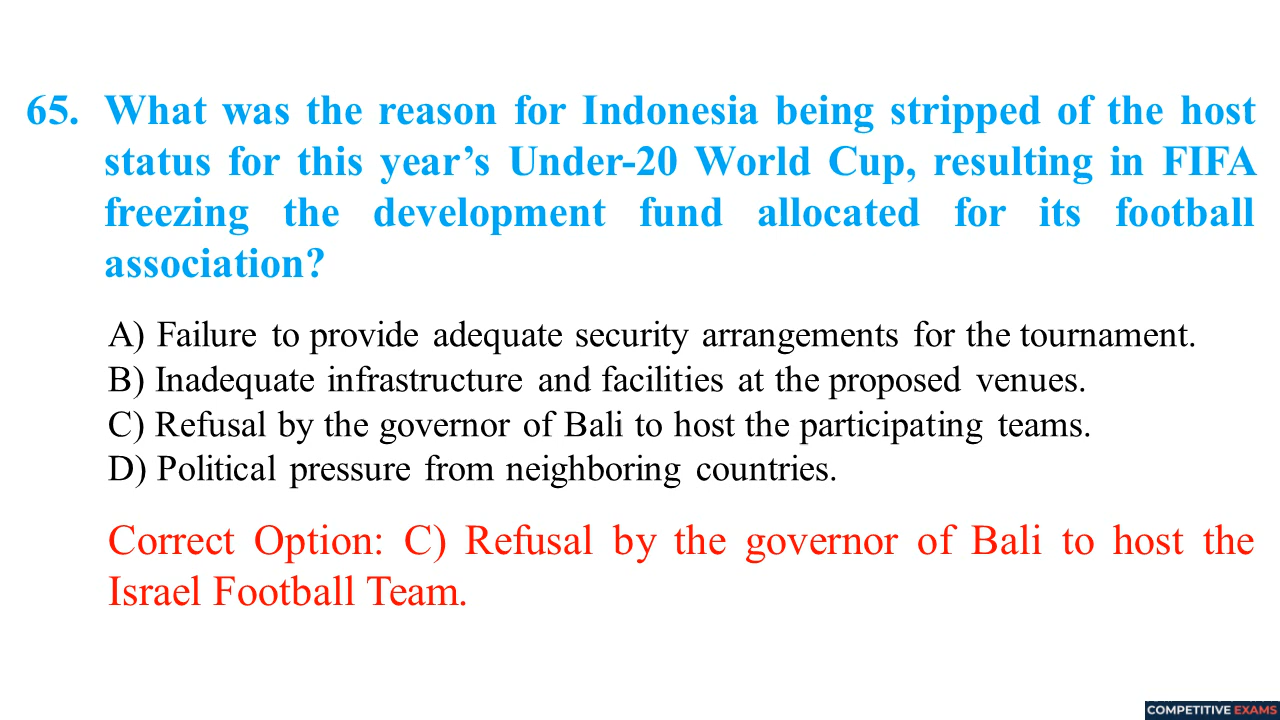 65. What was the reason for Indonesia being stripped of the host
status for this year’s Under-20 World Cup, resulting in FIFA
freezing the development fund allocated for its football
association?
A) Failure to provide adequate security arrangements for the tournament.
B) Inadequate infrastructure and facilities at the proposed venues.
C) Refusal by the governor of Bali to host the participating teams.
D) Political pressure from neighboring countries.
Correct Option: C) Refusal by the governor of Bali to host the
Israel Football Team.
COMPETITIVE EXAMS